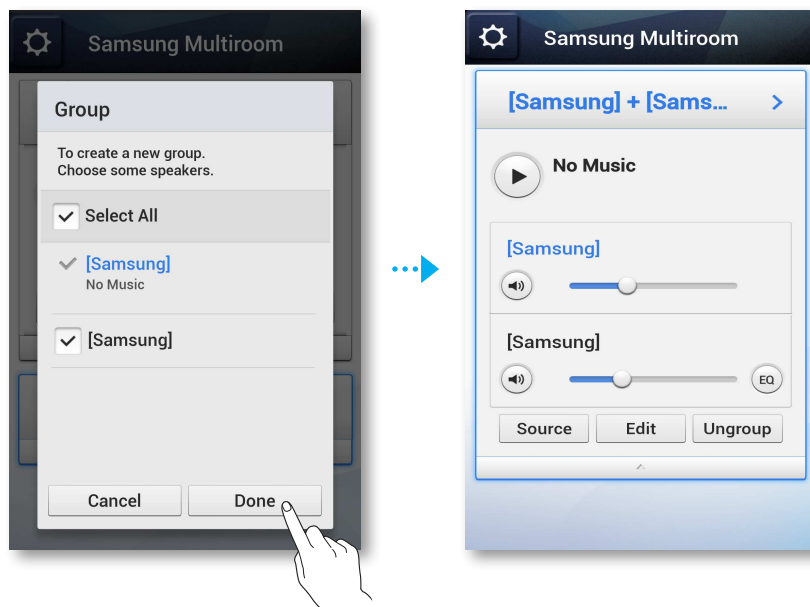 Samsung Multiroom
Group
To create a new group.
Choose some speakers.
Select All
[Samsung]
No Music
[Samsung]
Cancel
Done
Samsung Multiroom
[Samsung] + [Sams...
No Music
[Samsung]
[Samsung]
EQ
Source
Edit
Ungroup